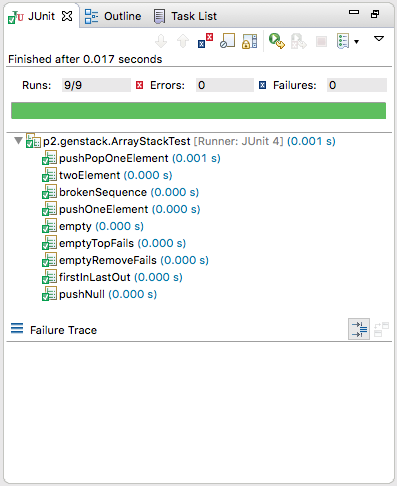 JUnit Outline Task List
Finished after 0.017 seconds
Runs: 9/9 Errors: 0 Failures: 0
p2.genstack.ArrayStackTest [Runner: JUnit 4] (0.001 s)
pushPopOneElement (0.001 s)
twoElement (0.000 s)
brokenSequence (0.000 s)
pushOneElement (0.000 s)
empty (0.000 s)
emptyTopFails (0.000 s)
emptyRemoveFails (0.000 s)
firstInLastOut (0.000 s)
pushNull (0.000 s)
Failure Trace